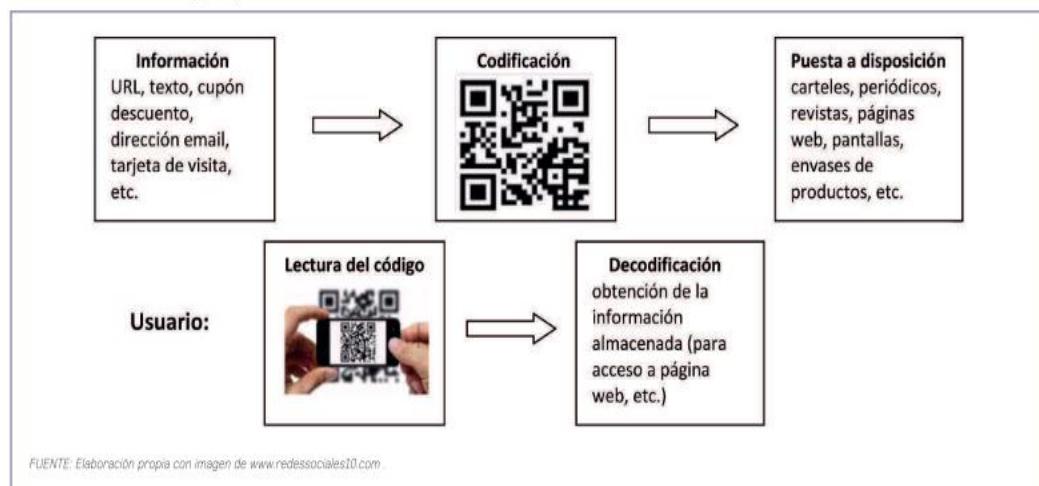 Información
URL, texto, cupón
descuento,
dirección email,
tarjeta de visita,
etc.
Codificación
Puesta a disposición
carteles, periódicos,
revistas, páginas
web, pantallas,
envases de
productos, etc.
Usuario:
Lectura del código
Decodificación
obtención de la
información
almacenada (para
acceso a página
web, etc.)
FUENTE: Elaboración propia con imagen de www.redessociales10.com .